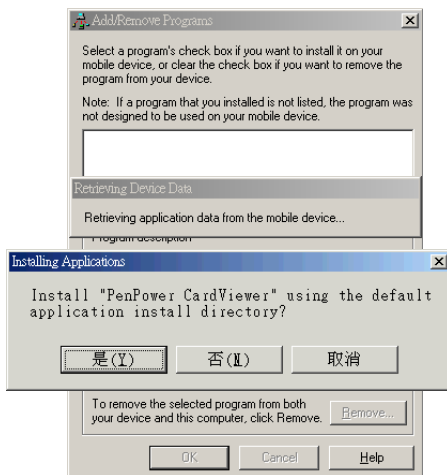 Add/Remove Programs
Select a program's check box if you want to install it on your
mobile device, or clear the check box if you want to remove the
program from your device.
Note: If a program that you installed is not listed, the program was
not designed to be used on your mobile device.
Retrieving Device Data
Retrieving application data from the mobile device...
Program description
Installing Applications
Install "PenPower CardViewer" using the default
application install directory?
是(Y) 否(N) 取消
To remove the selected program from both
your device and this computer, click Remove.
Remove...
OK Cancel Help